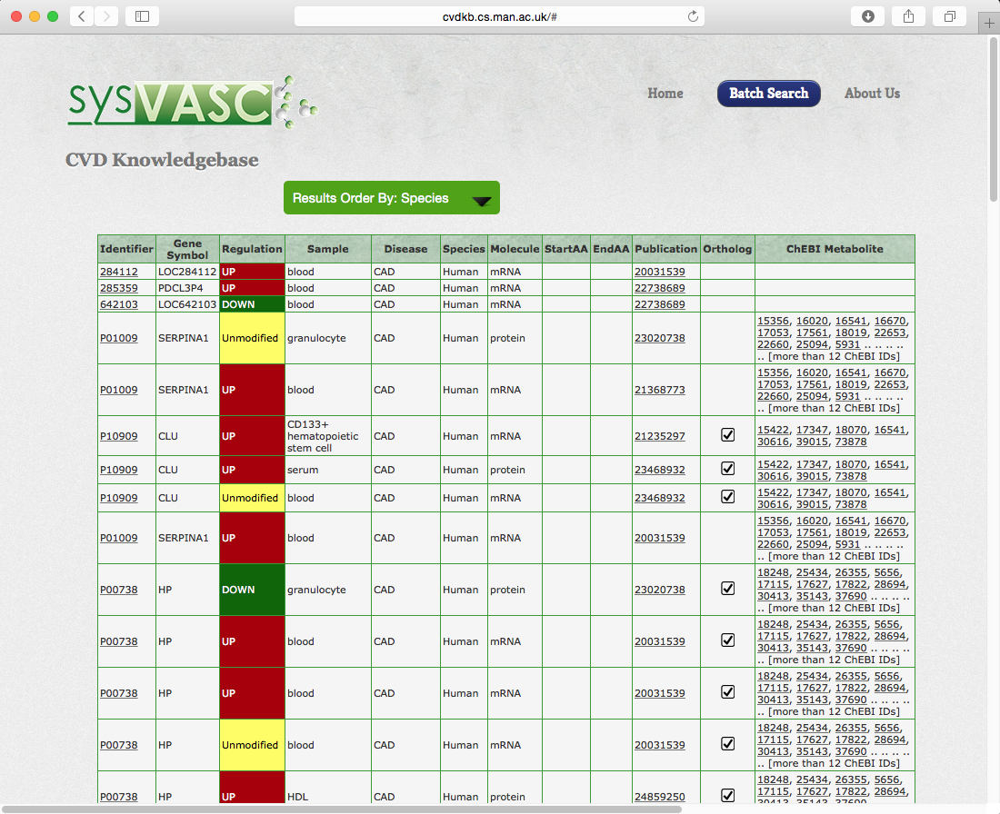 cvdkb.cs.man.ac.uk/#
sysVASC
Home Batch Search About Us
CVD Knowledgebase
Results Order By: Species
Identifier Gene Symbol Regulation Sample Disease Species Molecule StartAA EndAA Publication Ortholog ChEBI Metabolite
284112 LOC284112 UP blood CAD Human mRNA 20031539
285359 PDCL3P4 UP blood CAD Human mRNA 22738689
642103 LOC642103 DOWN blood CAD Human mRNA 22738689
P01009 SERPINA1 Unmodified granulocyte CAD Human protein 23020738
15356, 16020, 16541, 16670,
17053, 17561, 18019, 22653,
22660, 25094, 5931 .. .. .. ..
.. [more than 12 ChEBI IDs]
P01009 SERPINA1 UP blood CAD Human mRNA 21368773
15356, 16020, 16541, 16670,
17053, 17561, 18019, 22653,
22660, 25094, 5931 .. .. .. ..
.. [more than 12 ChEBI IDs]
P10909 CLU UP CD133+ hematopoietic stem cell CAD Human mRNA 21235297
15422, 17347, 18070, 16541,
30616, 39015, 73878
P10909 CLU UP serum CAD Human protein 23468932
15422, 17347, 18070, 16541,
30616, 39015, 73878
P10909 CLU Unmodified blood CAD Human mRNA 23468932
15422, 17347, 18070, 16541,
30616, 39015, 73878
P01009 SERPINA1 UP blood CAD Human mRNA 20031539
15356, 16020, 16541, 16670,
17053, 17561, 18019, 22653,
22660, 25094, 5931 .. .. .. ..
.. [more than 12 ChEBI IDs]
P00738 HP DOWN granulocyte CAD Human protein 23020738
18248, 25434, 26355, 5656,
17115, 17627, 17822, 28694,
30413, 35143, 37690 .. .. .. ..
.. [more than 12 ChEBI IDs]
P00738 HP UP blood CAD Human mRNA 20031539
18248, 25434, 26355, 5656,
17115, 17627, 17822, 28694,
30413, 35143, 37690 .. .. .. ..
.. [more than 12 ChEBI IDs]
P00738 HP UP blood CAD Human mRNA 20031539
18248, 25434, 26355, 5656,
17115, 17627, 17822, 28694,
30413, 35143, 37690 .. .. .. ..
.. [more than 12 ChEBI IDs]
P00738 HP Unmodified blood CAD Human mRNA 20031539
18248, 25434, 26355, 5656,
17115, 17627, 17822, 28694,
30413, 35143, 37690 .. .. .. ..
.. [more than 12 ChEBI IDs]
P00738 HP UP HDL CAD Human protein 24859250
18248, 25434, 26355, 5656,
17115, 17627, 17822, 28694,
30413, 35143, 37690 .. .. .. ..